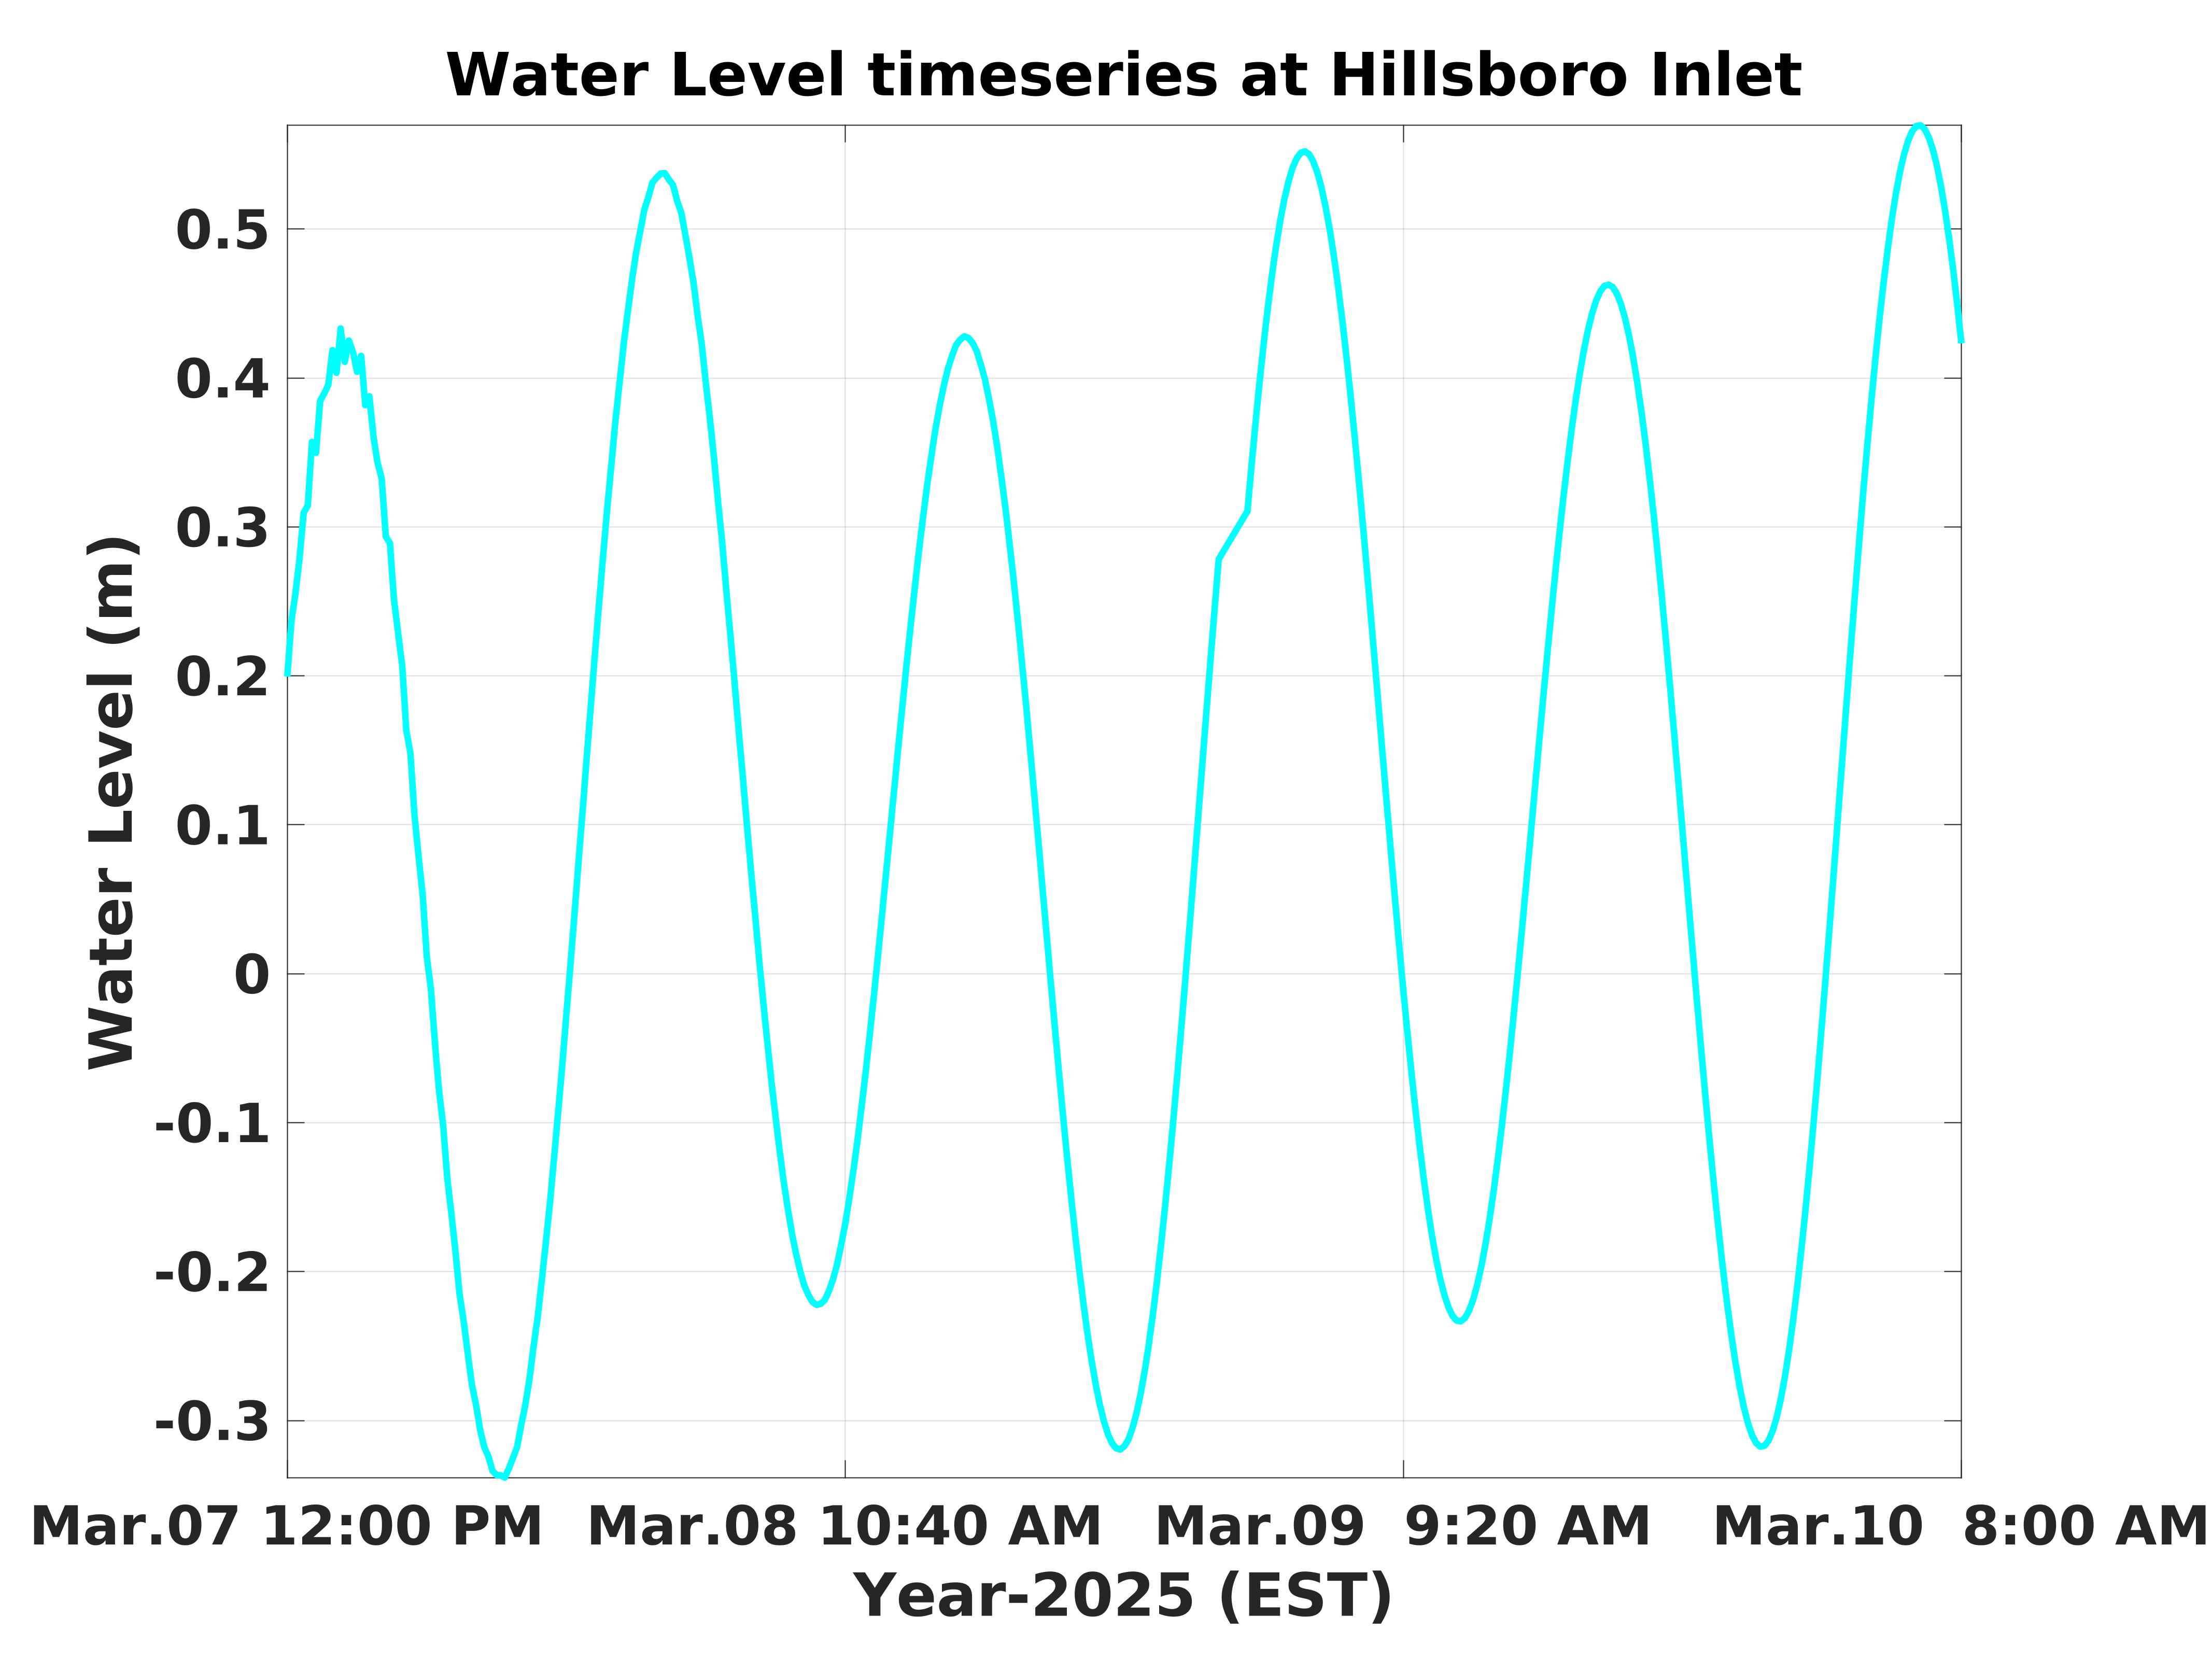 Water Level timeseries at Hillsboro Inlet
0.5
0.4
0.3
0.2
0.1
0
-0.1
-0.2
-0.3
Water Level (m)
Mar.07 12:00 PM Mar.08 10:40 AM Mar.09 9:20 AM Mar.10 8:00 AM
Year-2025 (EST)